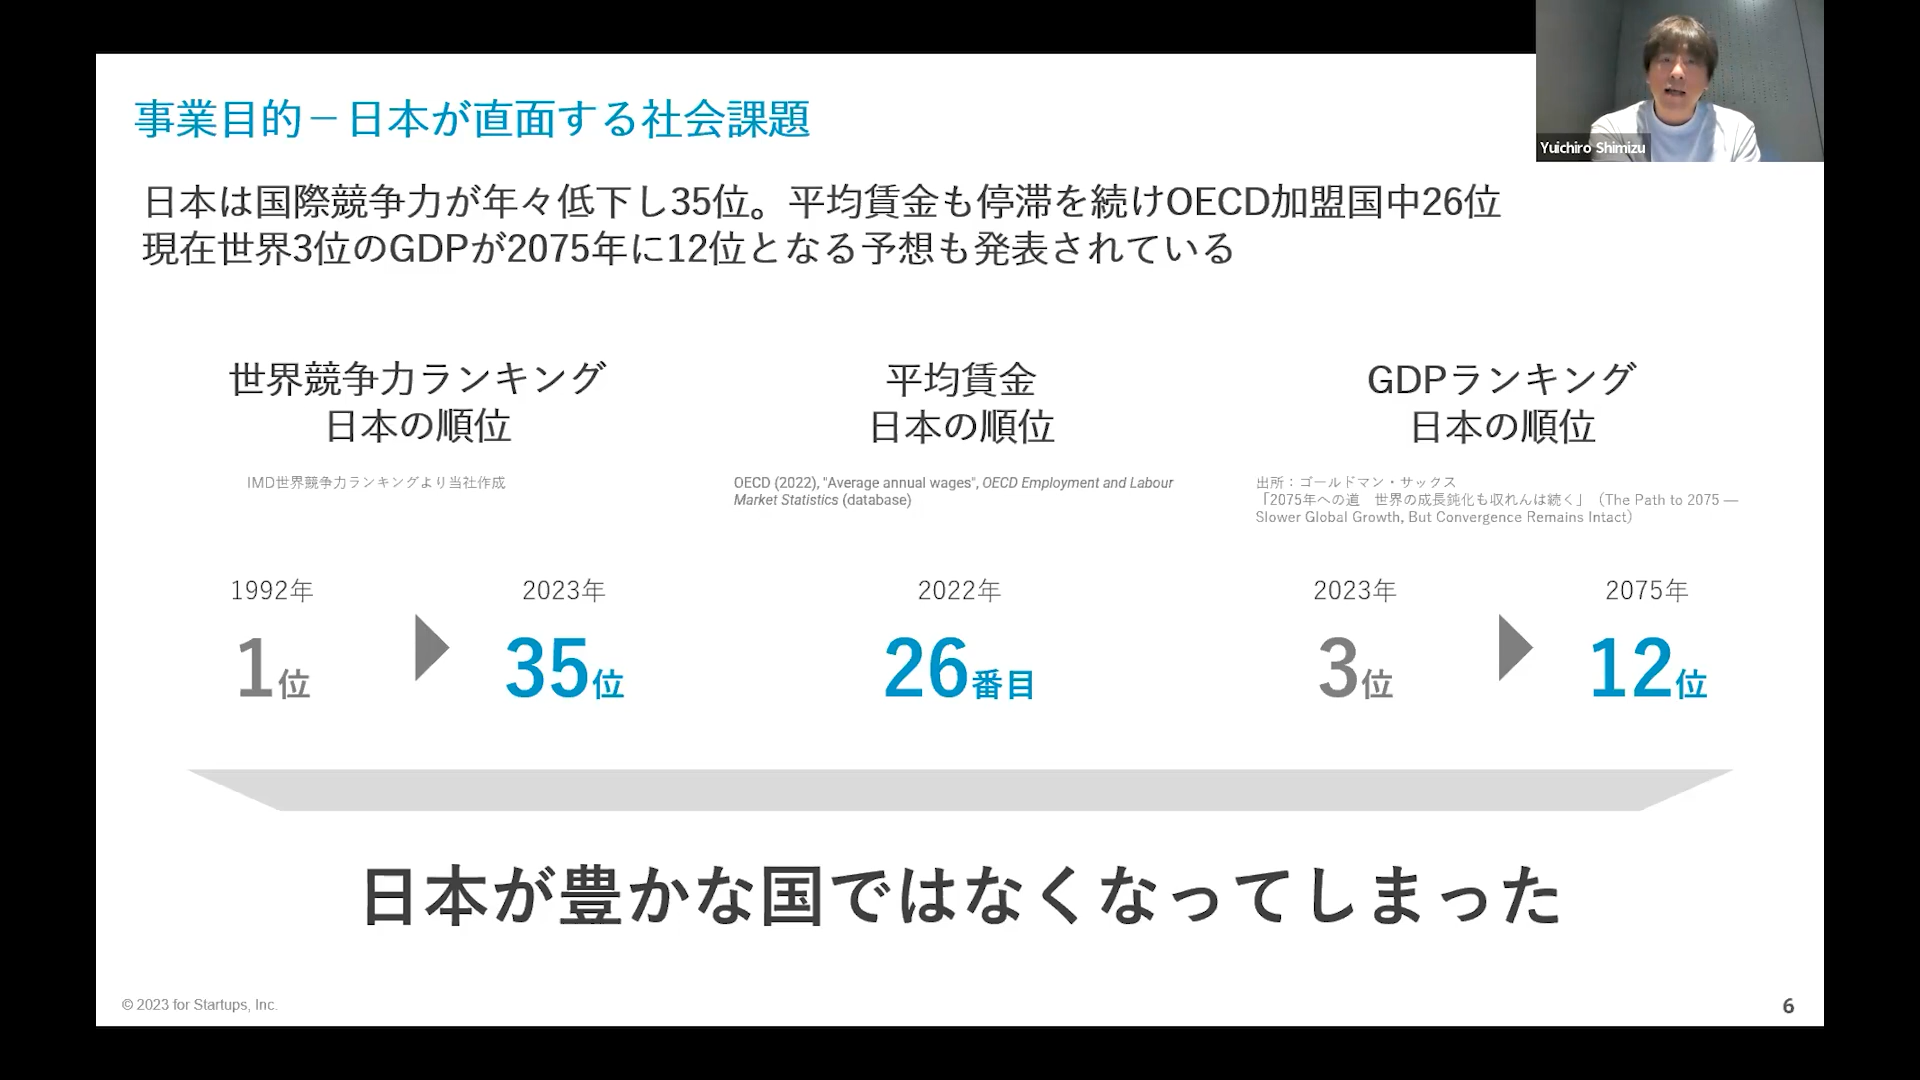 事業目的－日本が直面する社会課題
Yuichiro Shimizu
日本は国際競争力が年々低下し35位。平均賃金も停滞を続けOECD加盟国中26位
現在世界3位のGDPが2075年に12位となる予想も発表されている
世界競争力ランキング
日本の順位
IMD世界競争力ランキングより当社作成
1992年
1位
2023年
35位
平均賃金
日本の順位
OECD (2022), "Average annual wages", OECD Employment and Labour
Market Statistics (database)
2022年
26番目
GDPランキング
日本の順位
出所：ゴールドマン・サックス
「2075年への道　世界の成長鈍化も収れんは続く」（The Path to 2075 —
Slower Global Growth, But Convergence Remains Intact）
2023年
3位
2075年
12位
日本が豊かな国ではなくなってしまった
© 2023 for Startups, Inc.
6